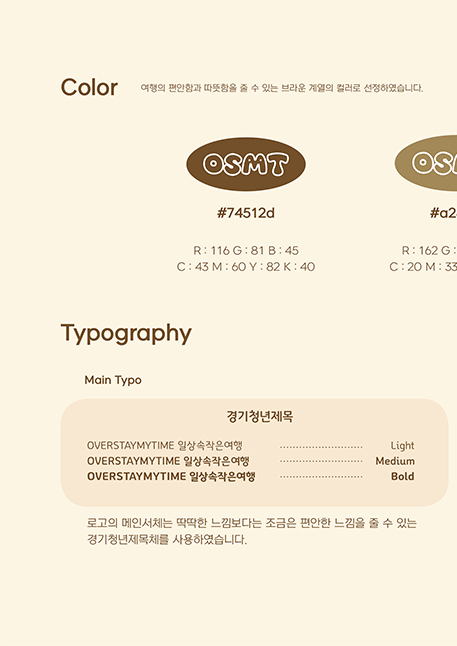 Color 여행의 편안함과 따뜻함을 줄 수 있는 브라운 계열의 컬러로 선정하였습니다.
OSMT
#74512d
R : 116 G : 81 B : 45
R : 162 G :
C : 43 M : 60 Y : 82 K : 40
C : 20 M : 33
Typography
Main Typo
경기청년제목
OVERSTAYMYTIME 일상속작은여행 Light
OVERSTAYMYTIME 일상속작은여행 Medium
OVERSTAYMYTIME 일상속작은여행 Bold
로고의 메인서체는 딱딱한 느낌보다는 조금은 편안한 느낌을 줄 수 있는
경기청년제목체를 사용하였습니다.